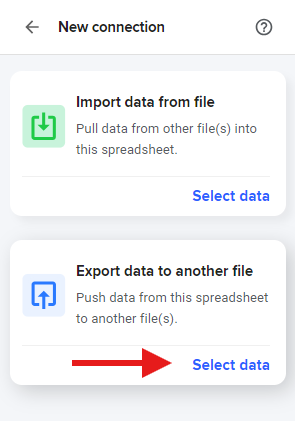 New connection
Import data from file
Pull data from other file(s) into
this spreadsheet.
Select data
Export data to another file
Push data from this spreadsheet
to another file(s).
Select data